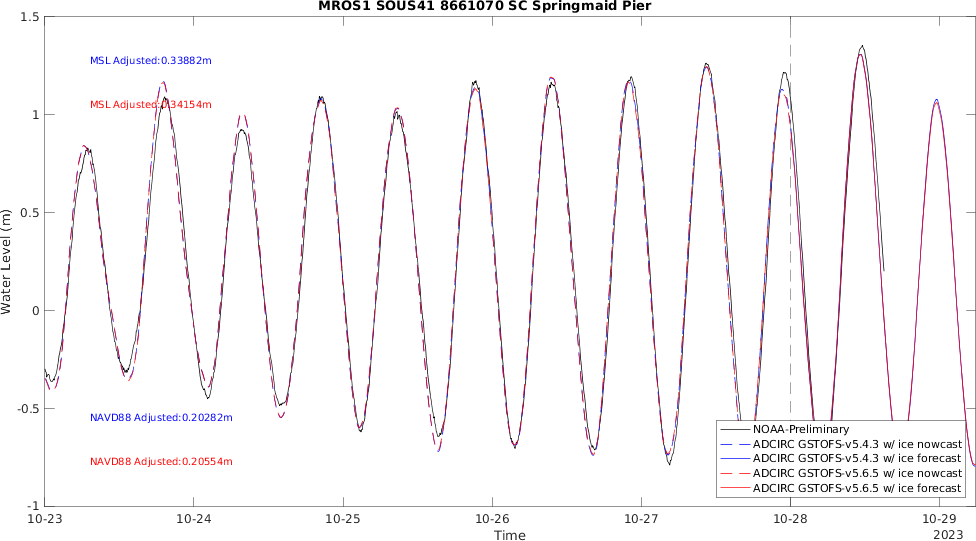 MROS1 SOUS41 8661070 SC Springmaid Pier
1.5
MSL Adjusted:0.33882m
MSL Adjusted:0.34154m
1
0.5
Water Level (m)
0
-0.5
NAVD88 Adjusted:0.20282m
NAVD88 Adjusted:0.20554m
NOAA-Preliminary
ADCIRC GSTOFS-v5.4.3 w/ ice nowcast
ADCIRC GSTOFS-v5.4.3 w/ ice forecast
ADCIRC GSTOFS-v5.6.5 w/ ice nowcast
ADCIRC GSTOFS-v5.6.5 w/ ice forecast
-1
10-23 10-24 10-25 10-26 10-27 10-28 10-29
Time 2023